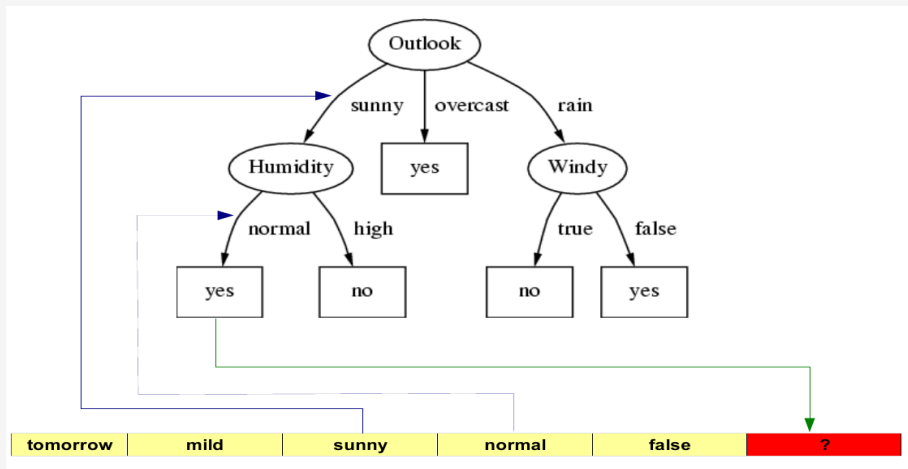 Outlook
sunny overcast rain
Humidity yes Windy
normal high true false
yes no no yes
tomorrow mild sunny normal false ?